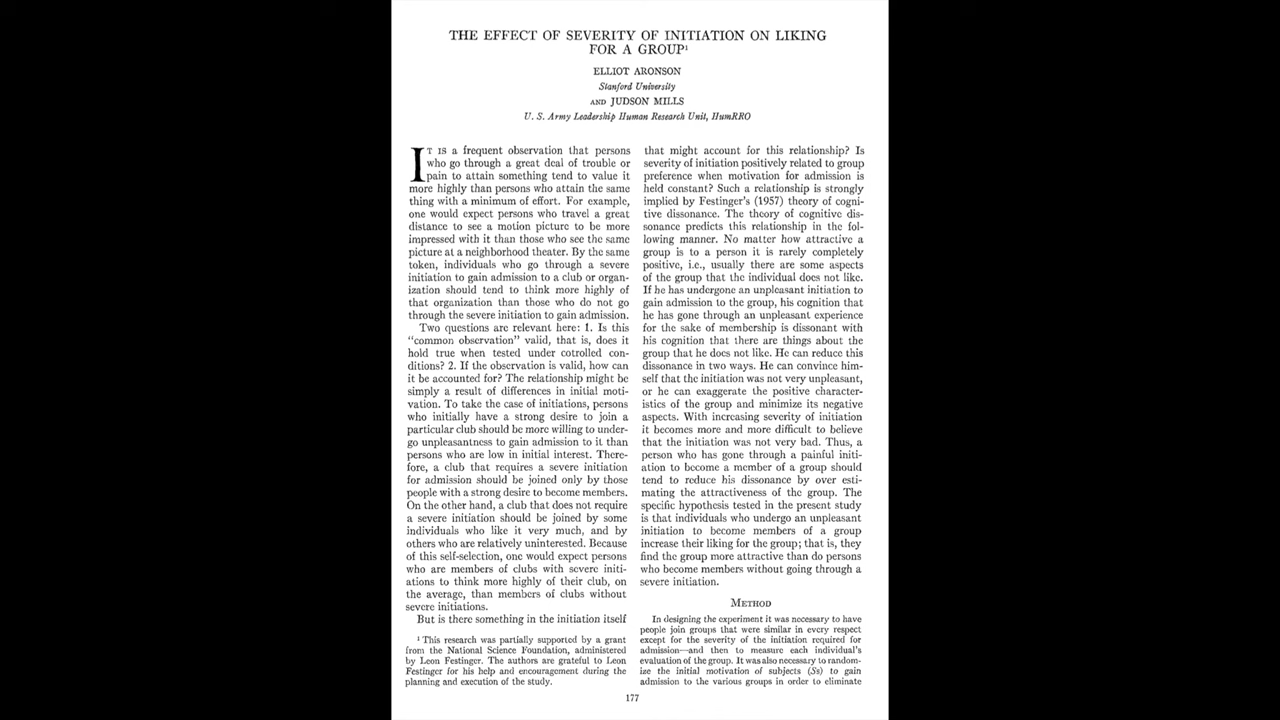 THE EFFECT OF SEVERITY OF INITIATION ON LIKING
FOR A GROUP¹
ELLIOT ARONSON
Stanford University
AND JUDSON MILLS
U. S. Army Leadership Human Research Unit, HumRRO
IT IS a frequent observation that persons
who go through a great deal of trouble or
pain to attain something tend to value it
more highly than persons who attain the same
thing with a minimum of effort. For example,
one would expect persons who travel a great
distance to see a motion picture to be more
impressed with it than those who see the same
picture at a neighborhood theater. By the same
token, individuals who go through a severe
initiation to gain admission to a club or organ-
ization should tend to think more highly of
that organization than those who do not go
through the severe initiation to gain admission.
Two questions are relevant here: 1. Is this
"common observation" valid, that is, does it
hold true when tested under cotrolled con-
ditions? 2. If the observation is valid, how can
it be accounted for? The relationship might be
simply a result of differences in initial moti-
vation. To take the case of initiations, persons
who initially have a strong desire to join a
particular club should be more willing to under-
go unpleasantness to gain admission to it than
persons who are low in initial interest. There-
fore, a club that requires a severe initiation
for admission should be joined only by those
people with a strong desire to become members.
On the other hand, a club that does not require
a severe initiation should be joined by some
individuals who like it very much, and by
others who are relatively uninterested. Because
of this self-selection, one would expect persons
who are members of clubs with severe initi-
ations to think more highly of their club, on
the average, than members of clubs without
severe initiations.
But is there something in the initiation itself
¹ This research was partially supported by a grant
from the National Science Foundation, administered
by Leon Festinger. The authors are grateful to Leon
Festinger for his help and encouragement during the
planning and execution of the study.
that might account for this relationship? Is
severity of initiation positively related to group
preference when motivation for admission is
held constant? Such a relationship is strongly
implied by Festinger's (1957) theory of cogni-
tive dissonance. The theory of cognitive dis-
sonance predicts this relationship in the fol-
lowing manner. No matter how attractive a
group is to a person it is rarely completely
positive, i.e., usually there are some aspects
of the group that the individual does not like.
If he has undergone an unpleasant initiation to
gain admission to the group, his cognition that
he has gone through an unpleasant experience
for the sake of membership is dissonant with
his cognition that there are things about the
group that he does not like. He can reduce this
dissonance in two ways. He can convince him-
self that the initiation was not very unpleasant,
or he can exaggerate the positive character-
istics of the group and minimize its negative
aspects. With increasing severity of initiation
it becomes more and more difficult to believe
that the initiation was not very bad. Thus, a
person who has gone through a painful initi-
ation to become a member of a group should
tend to reduce his dissonance by over esti-
mating the attractiveness of the group. The
specific hypothesis tested in the present study
is that individuals who undergo an unpleasant
initiation to become members of a group
increase their liking for the group; that is, they
find the group more attractive than do persons
who become members without going through a
severe initiation.
METHOD
In designing the experiment it was necessary to have
people join groups that were similar in every respect
except for the severity of the initiation required for
admission—and then to measure each individual's
evaluation of the group. It was also necessary to random-
ize the initial motivation of subjects (Ss) to gain
admission to the various groups in order to eliminate
177